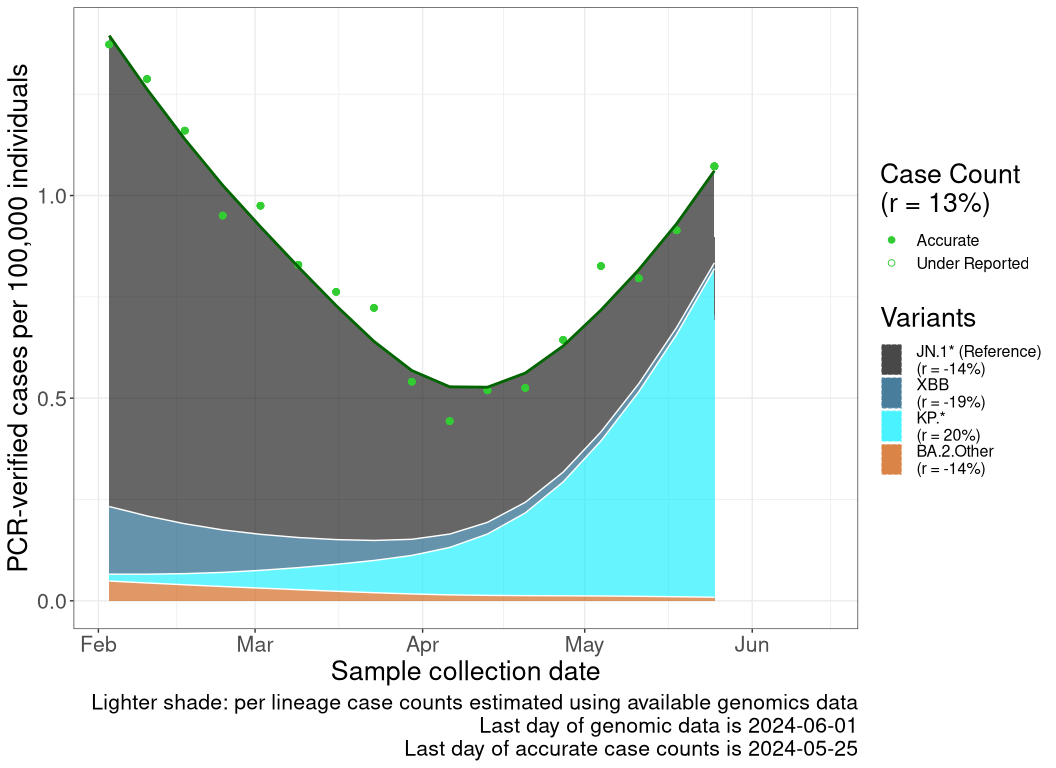 PCR-verified cases per 100,000 individuals
1.0
0.5
0.0
Feb
Mar
Apr
May
Jun
Sample collection date
Lighter shade: per lineage case counts estimated using available genomics data
Last day of genomic data is 2024-06-01
Last day of accurate case counts is 2024-05-25
Case Count
(r = 13%)
Accurate
Under Reported
Variants
JN.1* (Reference)
(r = -14%)
XBB
(r = -19%)
KP.*
(r = 20%)
BA.2.Other
(r = -14%)